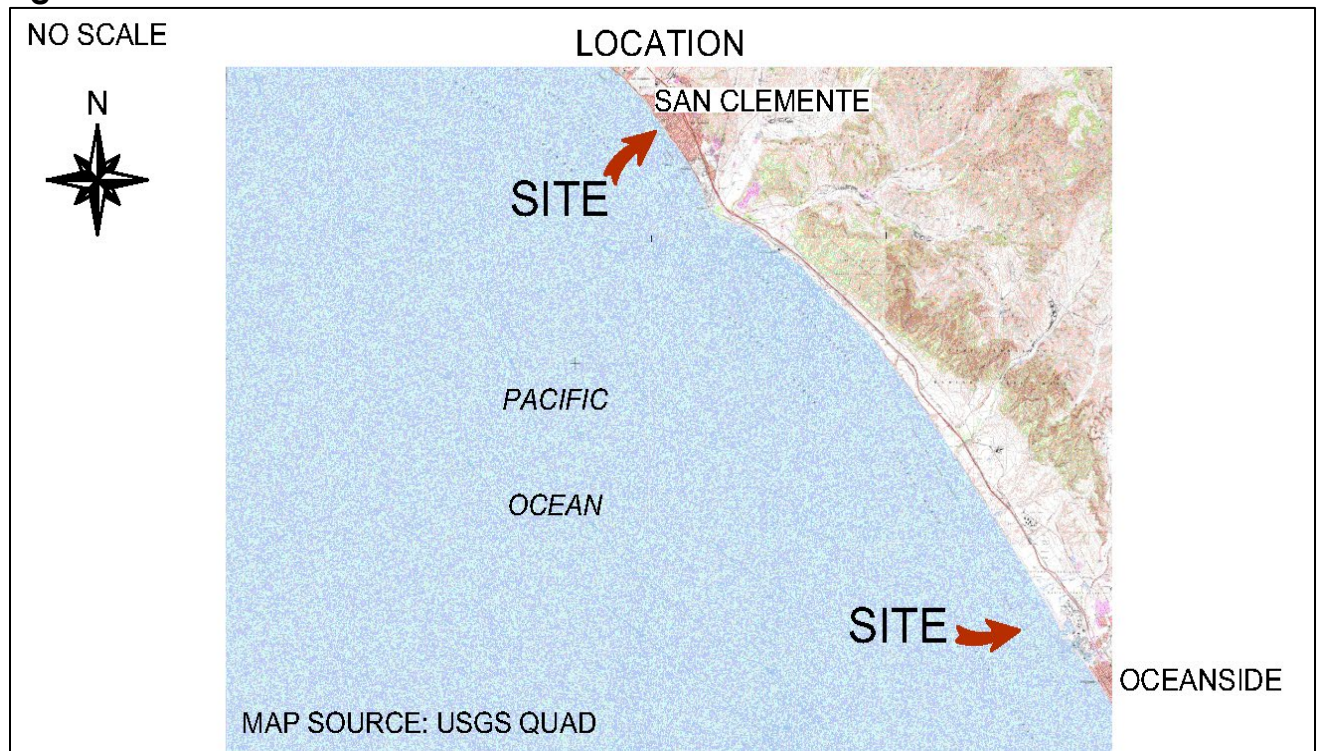 NO SCALE
LOCATION
N
SAN CLEMENTE
SITE
PACIFIC
OCEAN
SITE
OCEANSIDE
MAP SOURCE: USGS QUAD